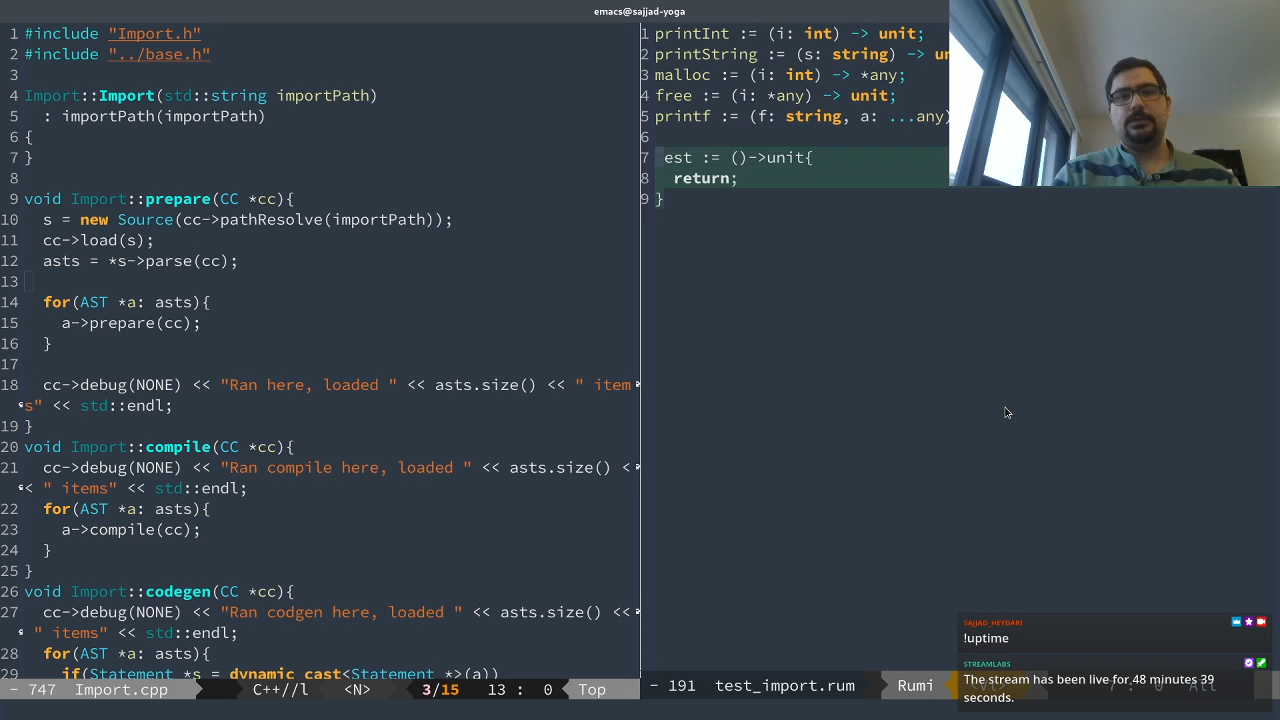 emacs@sajjad-yoga
1 #include "Import.h"
2 #include "../base.h"
3
4 Import::Import(std::string importPath)
5   : importPath(importPath)
6 {
7 }
8
9 void Import::prepare(CC *cc){
10   s = new Source(cc->pathResolve(importPath));
11   cc->load(s);
12   asts = *s->parse(cc);
13
14   for(AST *a: asts){
15     a->prepare(cc);
16   }
17
18   cc->debug(NONE) << "Ran here, loaded " << asts.size() << " item
s" << std::endl;
19 }
20 void Import::compile(CC *cc){
21   cc->debug(NONE) << "Ran compile here, loaded " << asts.size() <
< " items" << std::endl;
22   for(AST *a: asts){
23     a->compile(cc);
24   }
25 }
26 void Import::codegen(CC *cc){
27   cc->debug(NONE) << "Ran codgen here, loaded " << asts.size() <<
" items" << std::endl;
28   for(AST *a: asts){
29     if(Statement *s = dynamic_cast<Statement *>(a))
- 747 Import.cpp C++//l <N> 3/15 13 : 0 Top
1 printInt := (i: int) -> unit;
2 printString := (s: string) -> un
3 malloc := (i: int) -> *any;
4 free := (i: *any) -> unit;
5 printf := (f: string, a: ...any)
6
7 est := ()->unit{
8   return;
9 }
- 191 test_import.rum Rumi <Vl> 7 : 0 All
SAJJAD_HEYDARI
!uptime
STREAMLABS
The stream has been live for 48 minutes 39
seconds.